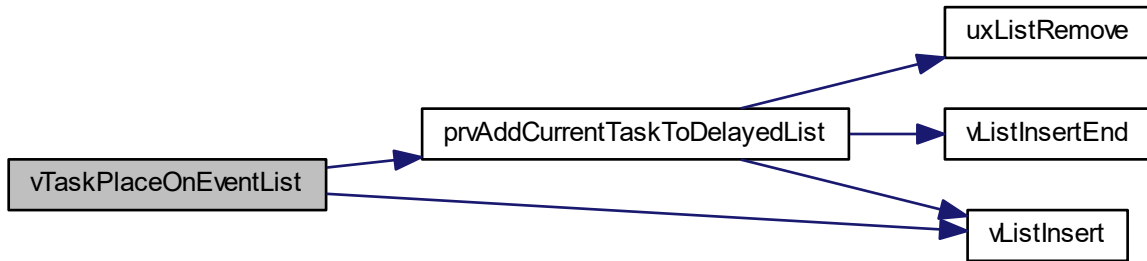 uxListRemove
prvAddCurrentTaskToDelayedList
vListInsertEnd
vTaskPlaceOnEventList
vListInsert